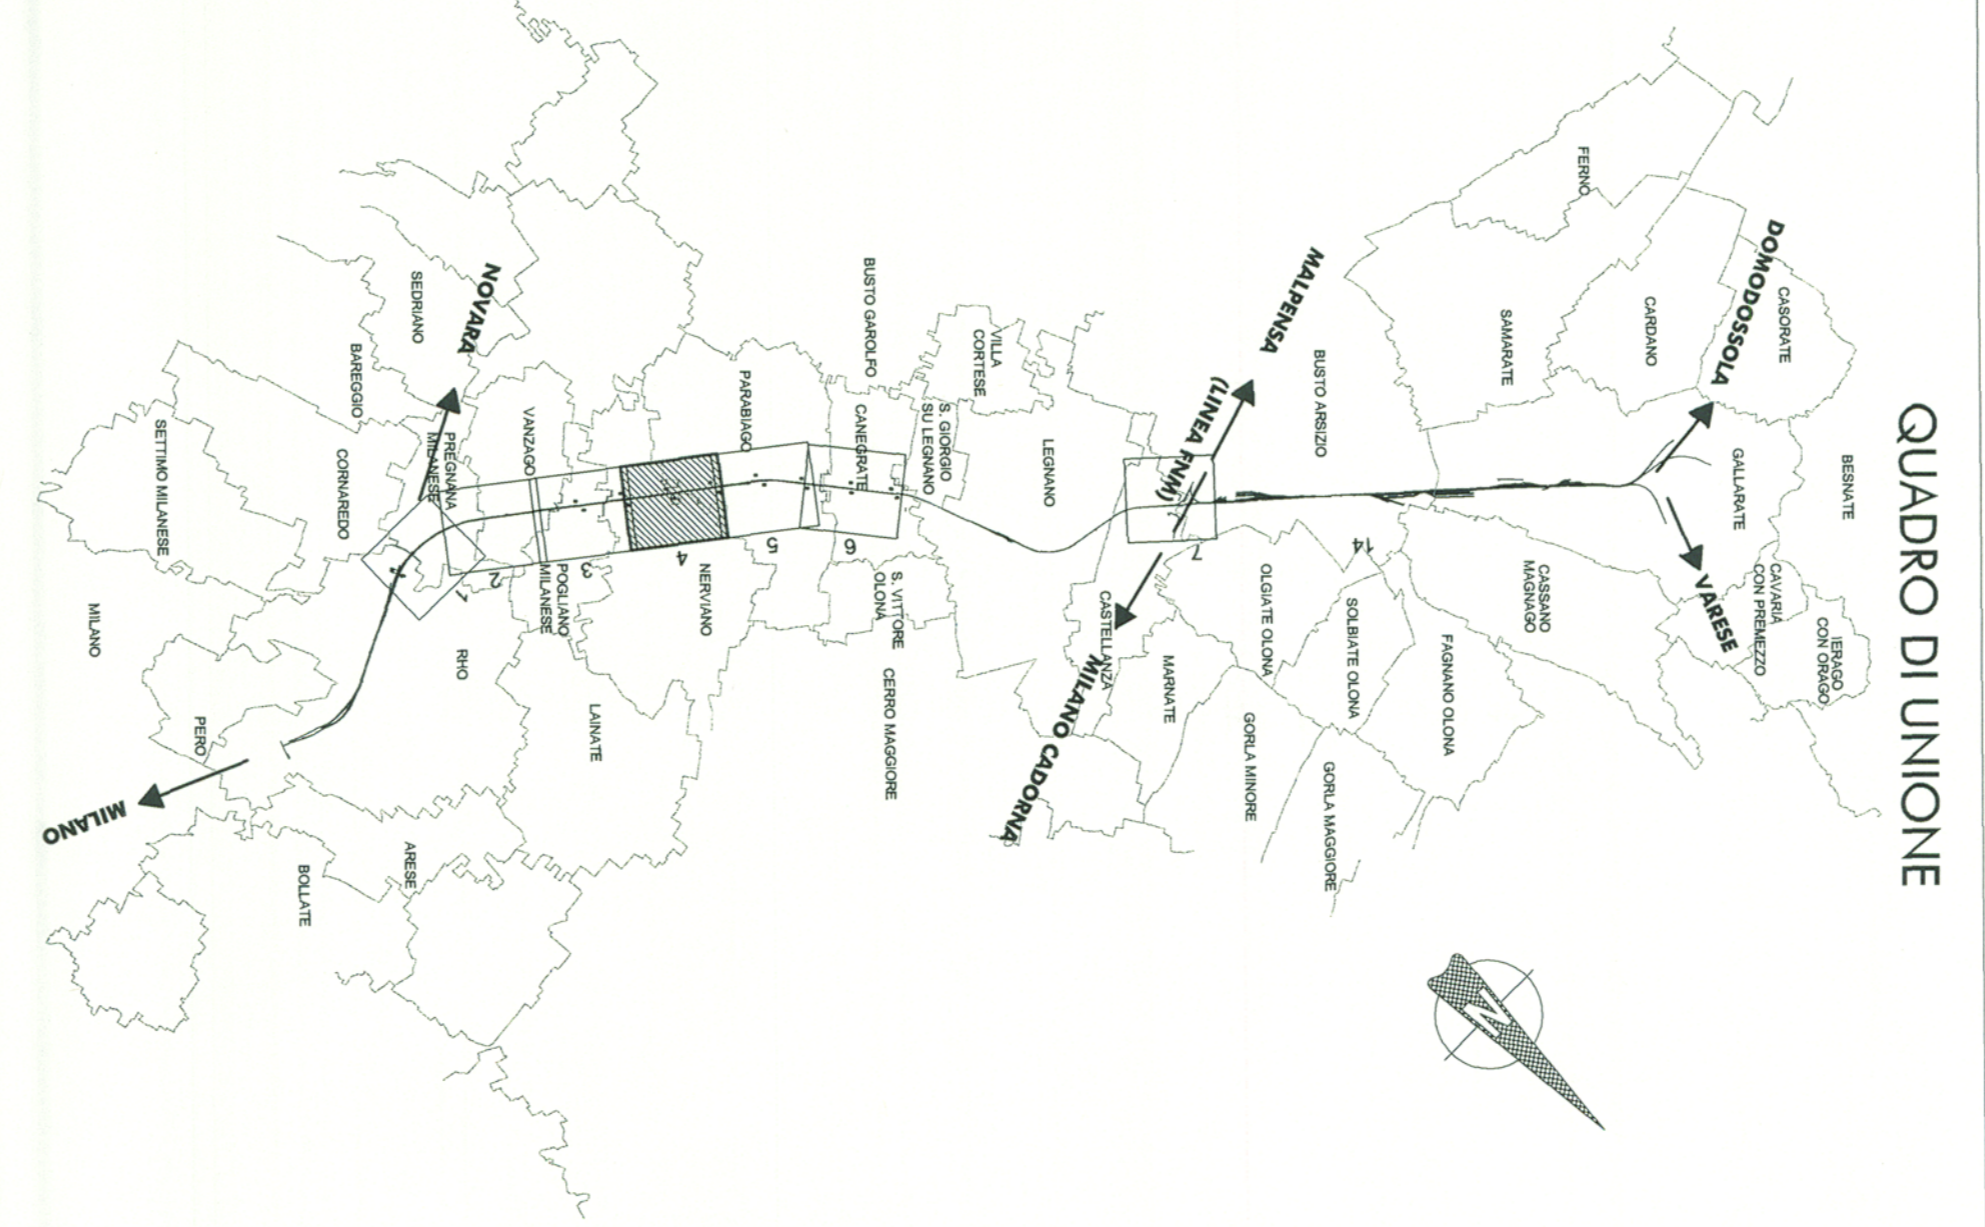 QUADRO DI UNIONE
BESNATE
IERAGO
CON ORAGO
CASORATE
DOMODOSSOLA
CAVARIA
CON PREMEZZO
GALLARATE
VARESE
CARDANO
FERNO
SAMARATE
CASSANO
MAGNAGO
FAGNANO OLONA
14
SOLBIATE OLONA
GORLA MAGGIORE
BUSTO ARSIZIO
MALPENSA
OLGIATE OLONA
GORLA MINORE
(LINEA FNM)
7
MARNATE
CASTELLANZA
MILANO CADORNA
LEGNANO
VILLA
CORTESE
S. GIORGIO
SU LEGNANO
S. VITTORE
OLONA
CERRO MAGGIORE
BUSTO GAROLFO
CANEGRATE
6
5
PARABIAGO
NERVIANO
4
3
LAINATE
POGLIANO
MILANESE
VANZAGO
2
NOVARA
PREGNANA
MILANESE
1
RHO
SEDRIANO
ARESE
BAREGGIO
CORNAREDO
BOLLATE
PERO
SETTIMO MILANESE
MILANO
MILANO
N